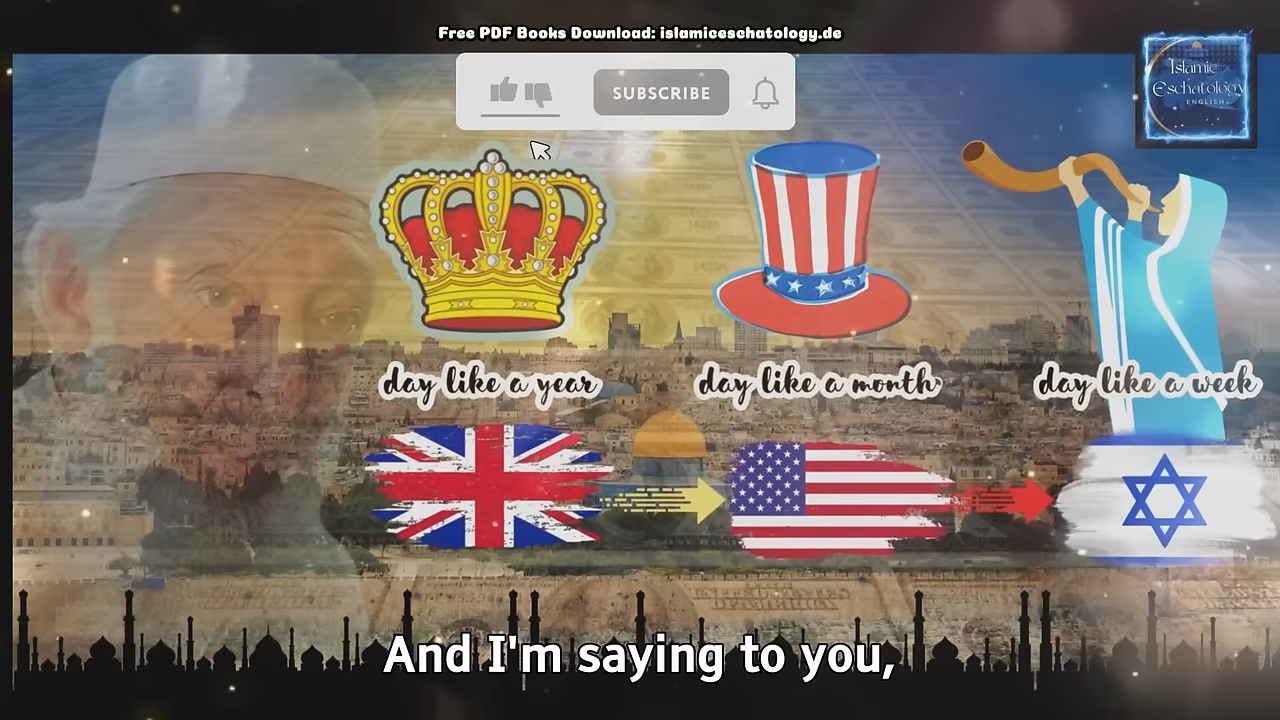 Free PDF Books Download: islamiceschatology.de
SUBSCRIBE
Islamic
Eschatology
ENGLISH
day like a year
day like a month
day like a week
And I'm saying to you,